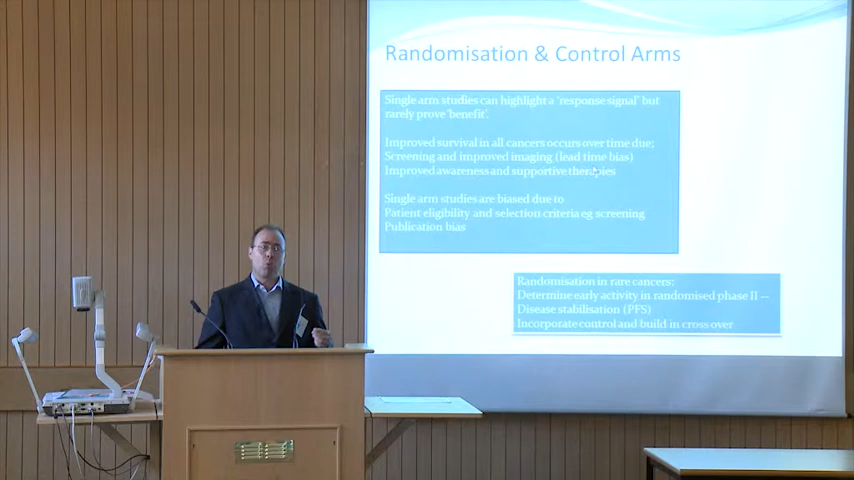 Randomisation & Control Arms
Single arm studies can highlight a 'response signal' but
rarely prove 'benefit'.
Improved survival in all cancers occurs over time due;
Screening and improved imaging (lead time bias)
Improved awareness and supportive therapies
Single arm studies are biased due to
Patient eligibility and selection criteria eg screening
Publication bias
Randomisation in rare cancers:
Determine early activity in randomised phase II --
Disease stabilisation (PFS)
Incorporate control and build in cross over